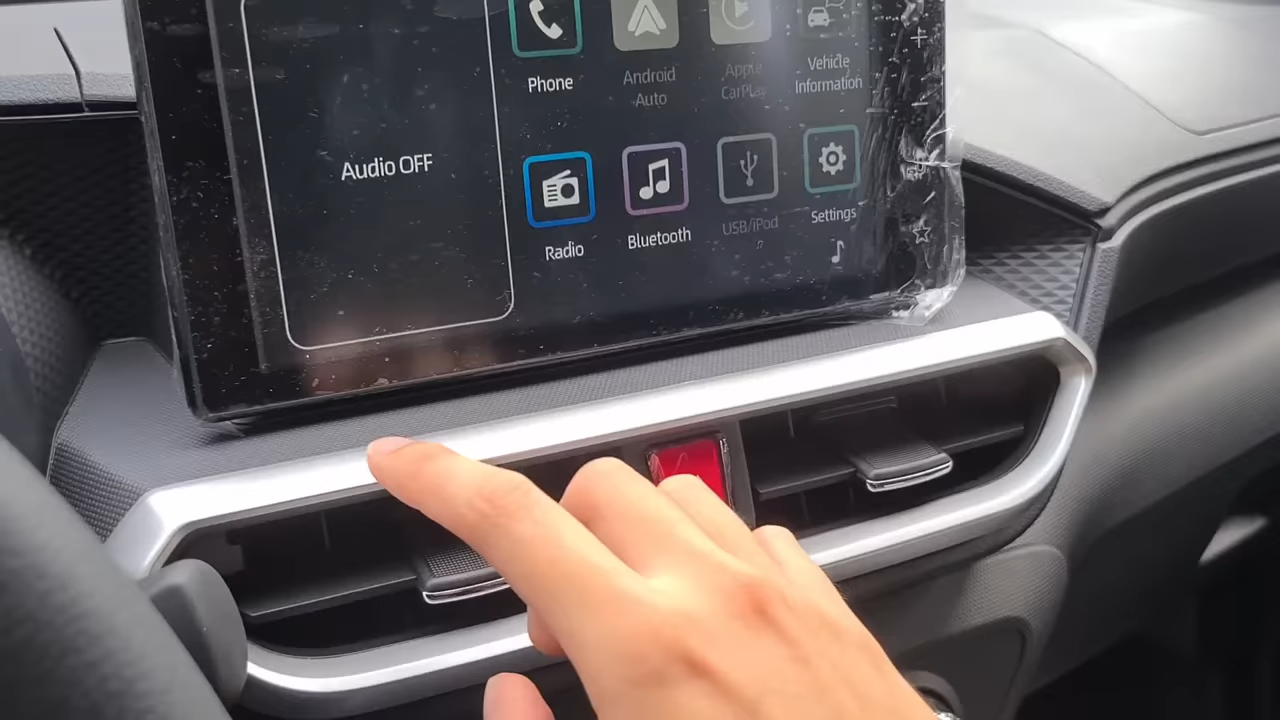 Audio OFF
Phone
Android
Auto
Apple
CarPlay
Vehicle
Information
Radio
Bluetooth
USB/iPod
Settings